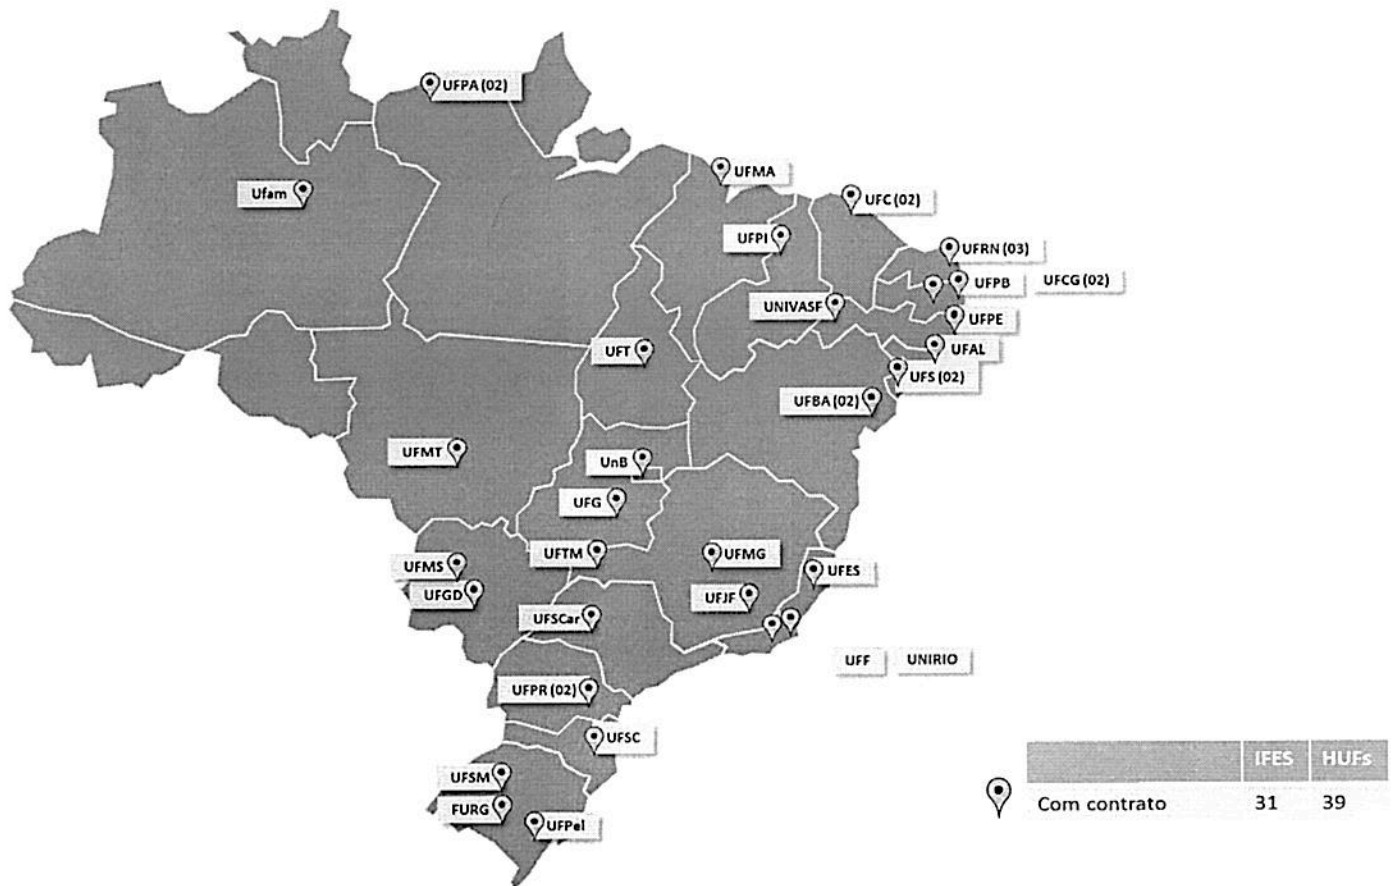 UFPA (02)
UFMA
Ufam
UFC (02)
UFPI
UFRN (03)
UFPB
UFCG (02)
UNIVASF
UFPE
UFT
UFAL
UFS (02)
UFBA (02)
UFMT
UnB
UFG
UFTM
UFMG
UFMS
UFES
UFGD
UFJF
UFSCar
UFF
UNIRIO
UFPR (02)
UFSC
UFSM
FURG
UFPel
IFES HUFs
Com contrato 31 39